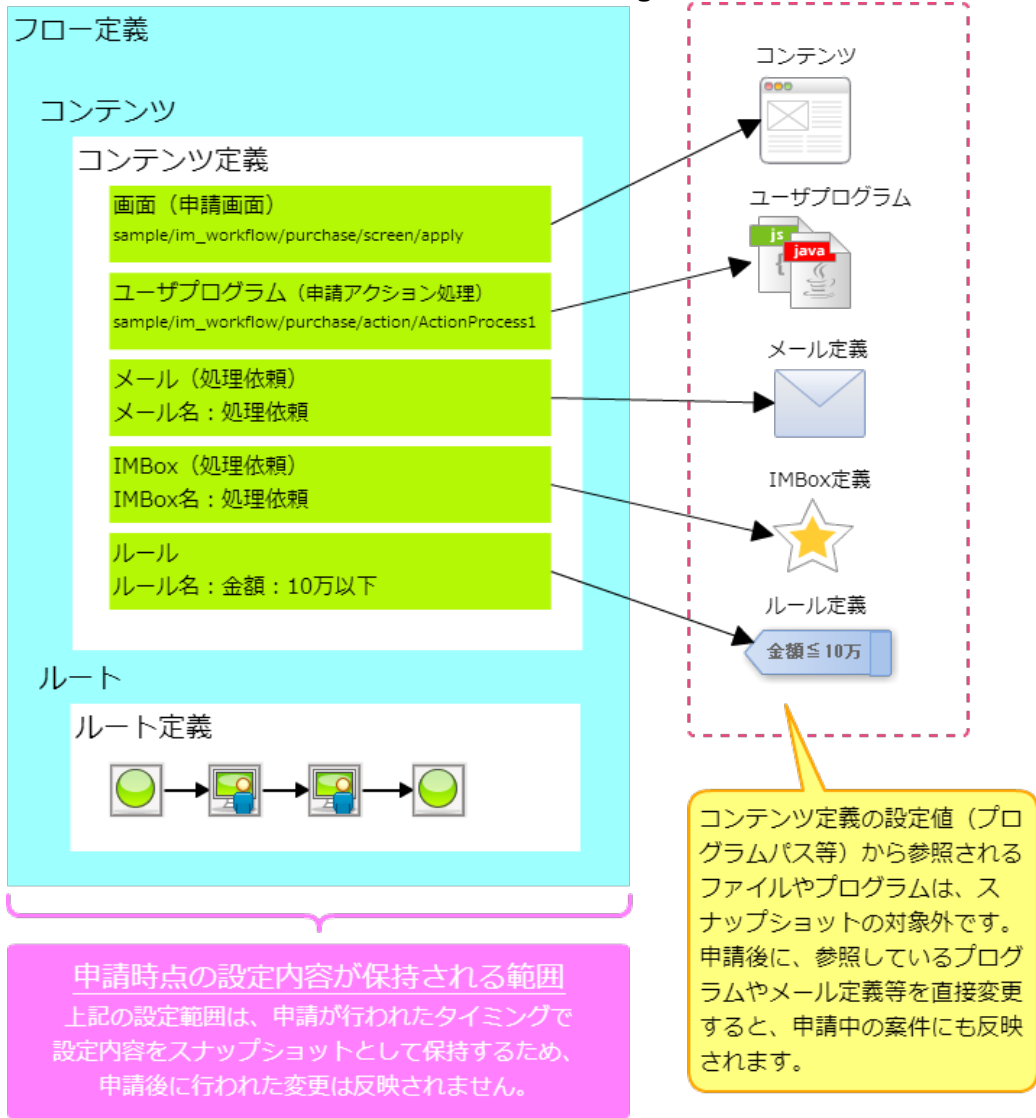 フロー定義
コンテンツ
コンテンツ定義
画面（申請画面）
sample/im_workflow/purchase/screen/apply
ユーザプログラム（申請アクション処理）
sample/im_workflow/purchase/action/ActionProcess1
メール（処理依頼）
メール名：処理依頼
IMBox（処理依頼）
IMBox名：処理依頼
ルール
ルール名：金額：10万以下
ルート
ルート定義
申請時点の設定内容が保持される範囲
上記の設定範囲は、申請が行われたタイミングで
設定内容をスナップショットとして保持するため、
申請後に行われた変更は反映されません。
コンテンツ
ユーザプログラム
js
java
メール定義
IMBox定義
ルール定義
金額≦10万
コンテンツ定義の設定値（プロ
グラムパス等）から参照される
ファイルやプログラムは、ス
ナップショットの対象外です。
申請後に、参照しているプログ
ラムやメール定義等を直接変更
すると、申請中の案件にも反映
されます。